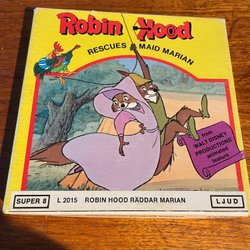 Robin Hood
RESCUES MAID MARIAN
from
WALT DISNEY
PRODUCTIONS
animated
feature
SUPER 8 L 2015 ROBIN HOOD RÄDDAR MARIAN LJUD